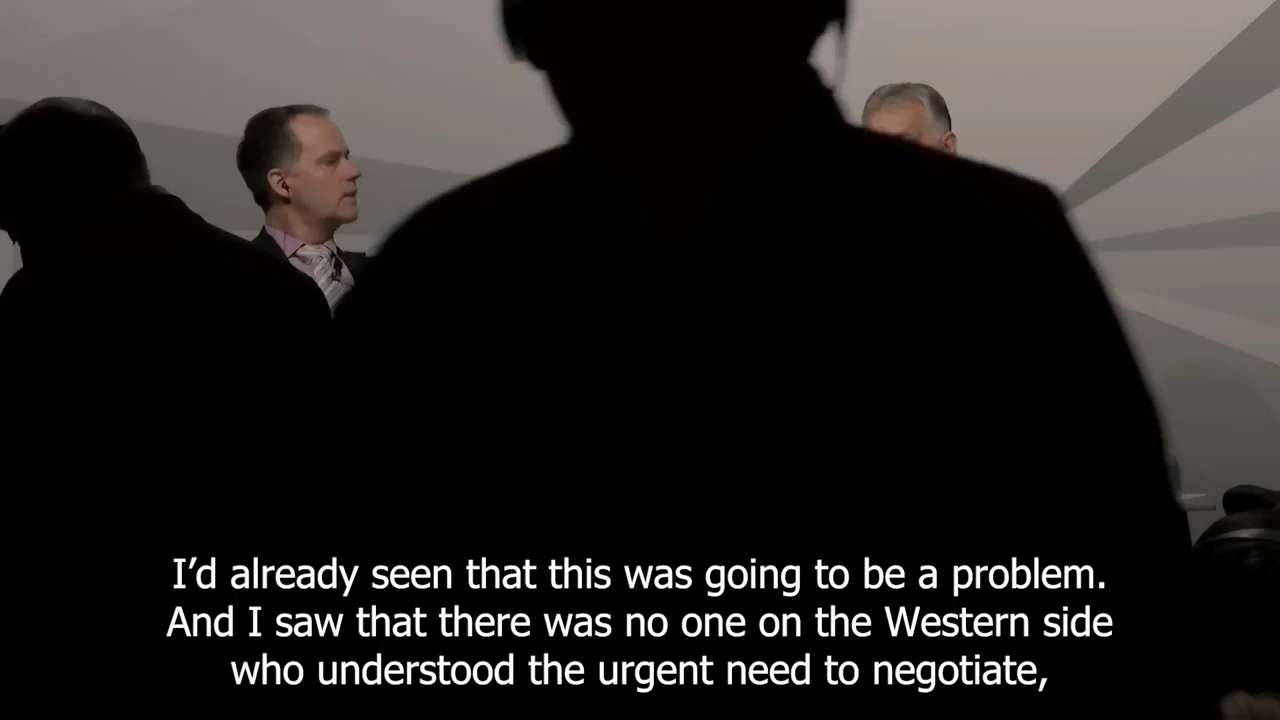 I’d already seen that this was going to be a problem.
And I saw that there was no one on the Western side
who understood the urgent need to negotiate,